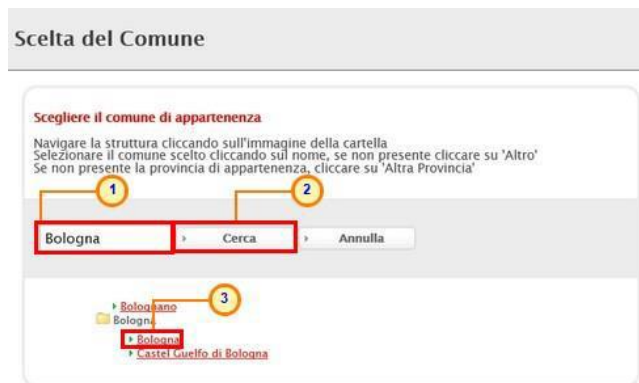 Scelta del Comune
Scegliere il comune di appartenenza
Navigare la struttura cliccando sull'immagine della cartella
Selezionare il comune scelto cliccando sul nome, se non presente cliccare su 'Altro'
Se non presente la provincia di appartenenza, cliccare su 'Altra Provincia'
1
2
Bologna
Cerca
Annulla
3
Bolognano
Bologna
Bologna
Castel Guelfo di Bologna